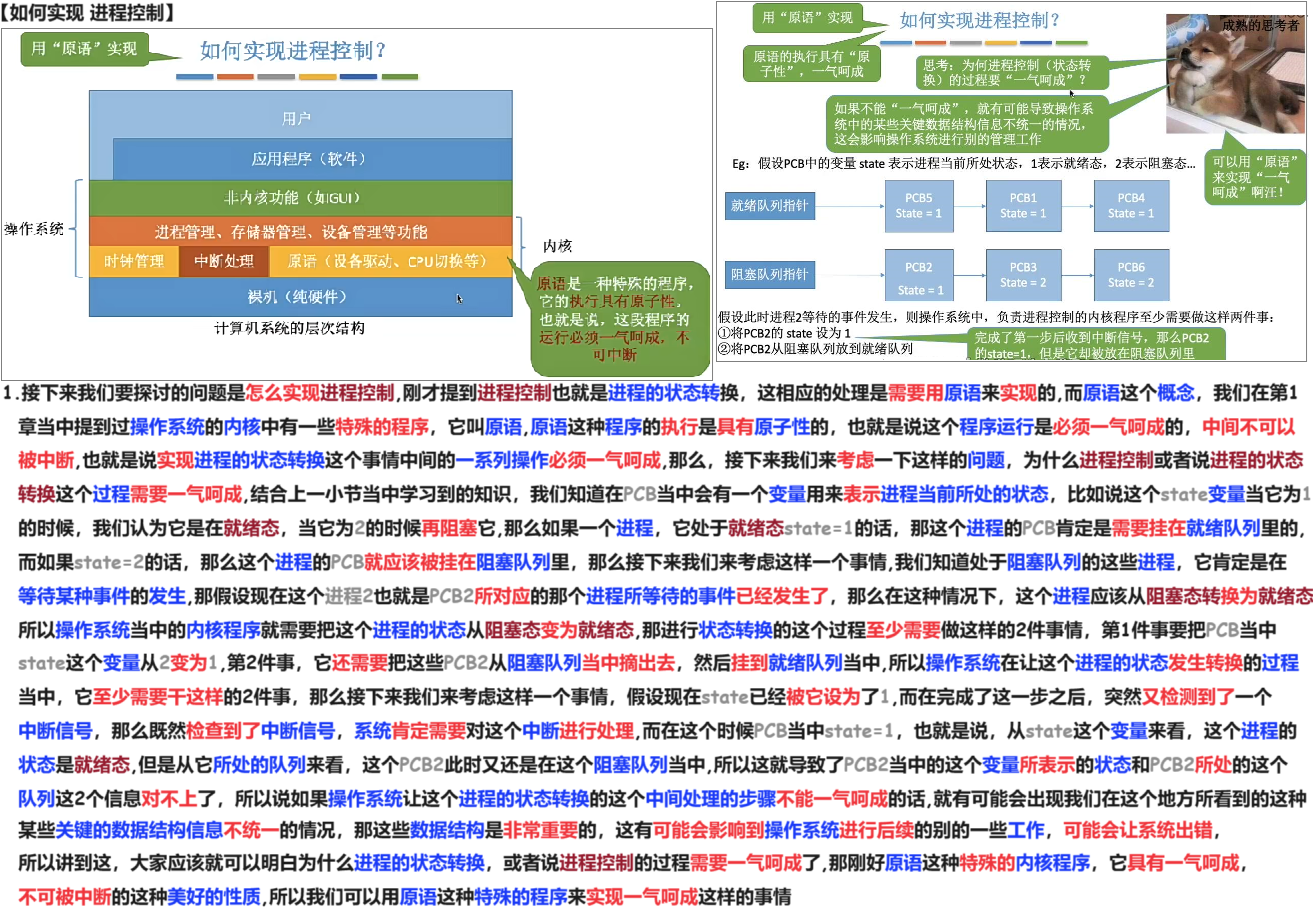 【如何实现 进程控制】
用“原语”实现
如何实现进程控制？
用户
应用程序（软件）
非内核功能（如GUI）
操作系统
进程管理、存储器管理、设备管理等功能
内核
时钟管理
中断处理
原语（设备驱动、CPU切换等）
裸机（纯硬件）
计算机系统的层次结构
原语是一种特殊的程序，
它的执行具有原子性。
也就是说，这段程序的
运行必须一气呵成，不
可中断
用“原语”实现
如何实现进程控制？
成熟的思考者
原语的执行具有“原
子性”，一气呵成
思考：为何进程控制（状态转
换）的过程要“一气呵成”？
如果不能“一气呵成”，就有可能导致操作系
统中的某些关键数据结构信息不统一的情况，
这会影响操作系统进行别的管理工作
可以用“原语”
来实现“一气
呵成”啊汪！
Eg：假设PCB中的变量 state 表示进程当前所处状态，1表示就绪态，2表示阻塞态...
就绪队列指针
PCB5
State = 1
PCB1
State = 1
PCB4
State = 1
阻塞队列指针
PCB2
State = 1
PCB3
State = 2
PCB6
State = 2
假设此时进程2等待的事件发生，则操作系统中，负责进程控制的内核程序至少需要做这样两件事：
①将PCB2的 state 设为 1
②将PCB2从阻塞队列放到就绪队列
完成了第一步后收到中断信号，那么PCB2
的state=1，但是它却被放在阻塞队列里
1.接下来我们要探讨的问题是怎么实现进程控制,刚才提到进程控制也就是进程的状态转换，这相应的处理是需要用原语来实现的,而原语这个概念，我们在第1
章当中提到过操作系统的内核中有一些特殊的程序，它叫原语,原语这种程序的执行是具有原子性的，也就是说这个程序运行是必须一气呵成的，中间不可以
被中断,也就是说实现进程的状态转换这个事情中间的一系列操作必须一气呵成,那么，接下来我们来考虑一下这样的问题，为什么进程控制或者说进程的状态
转换这个过程需要一气呵成,结合上一小节当中学习到的知识，我们知道在PCB当中会有一个变量用来表示进程当前所处的状态，比如说这个state变量当它为1
的时候，我们认为它是在就绪态，当它为2的时候再阻塞它,那么如果一个进程，它处于就绪态state=1的话，那这个进程的PCB肯定是需要挂在就绪队列里的,
而如果state=2的话，那么这个进程的PCB就应该被挂在阻塞队列里，那么接下来我们来考虑这样一个事情,我们知道处于阻塞队列的这些进程，它肯定是在
等待某种事件的发生,那假设现在这个进程2也就是PCB2所对应的那个进程所等待的事件已经发生了，那么在这种情况下，这个进程应该从阻塞态转换为就绪态
所以操作系统当中的内核程序就需要把这个进程的状态从阻塞态变为就绪态,那进行状态转换的这个过程至少需要做这样的2件事情，第1件事要把PCB当中
state这个变量从2变为1,第2件事，它还需要把这些PCB2从阻塞队列当中摘出去，然后挂到就绪队列当中,所以操作系统在让这个进程的状态发生转换的过程
当中，它至少需要干这样的2件事，那么接下来我们来考虑这样一个事情，假设现在state已经被它设为了1,而在完成了这一步之后，突然又检测到了一个
中断信号，那么既然检查到了中断信号，系统肯定需要对这个中断进行处理,而在这个时候PCB当中state=1，也就是说，从state这个变量来看，这个进程的
状态是就绪态,但是从它所处的队列来看，这个PCB2此时又还是在这个阻塞队列当中,所以这就导致了PCB2当中的这个变量所表示的状态和PCB2所处的这个
队列这2个信息对不上了，所以说如果操作系统让这个进程的状态转换的这个中间处理的步骤不能一气呵成的话,就有可能会出现我们在这个地方所看到的这种
某些关键的数据结构信息不统一的情况，那这些数据结构是非常重要的，这有可能会影响到操作系统进行后续的别的一些工作，可能会让系统出错，
所以讲到这，大家应该就可以明白为什么进程的状态转换，或者说进程控制的过程需要一气呵成了,那刚好原语这种特殊的内核程序，它具有一气呵成，
不可被中断的这种美好的性质,所以我们可以用原语这种特殊的程序来实现一气呵成这样的事情